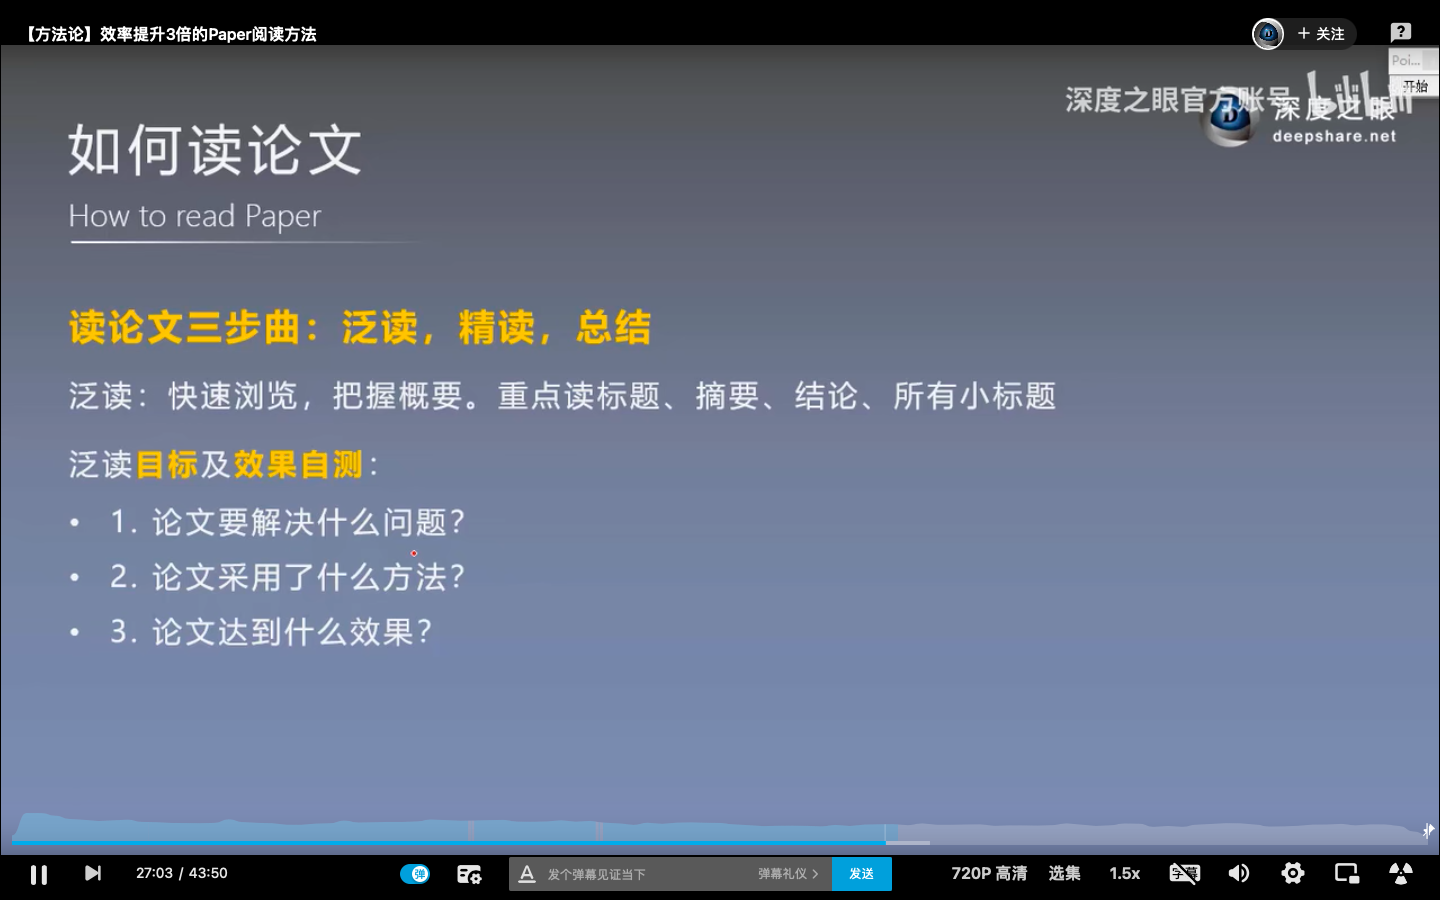 【方法论】效率提升3倍的Paper阅读方法
+ 关注
Poi...
开始
深度之眼官方账号
深度之眼
deepshare.net
如何读论文
How to read Paper
读论文三步曲：泛读，精读，总结
泛读：快速浏览，把握概要。重点读标题、摘要、结论、所有小标题
泛读目标及效果自测：
• 1. 论文要解决什么问题？
• 2. 论文采用了什么方法？
• 3. 论文达到什么效果？
27:03 / 43:50
弹
发个弹幕见证当下
弹幕礼仪 >
发送
720P 高清
选集
1.5x
字幕